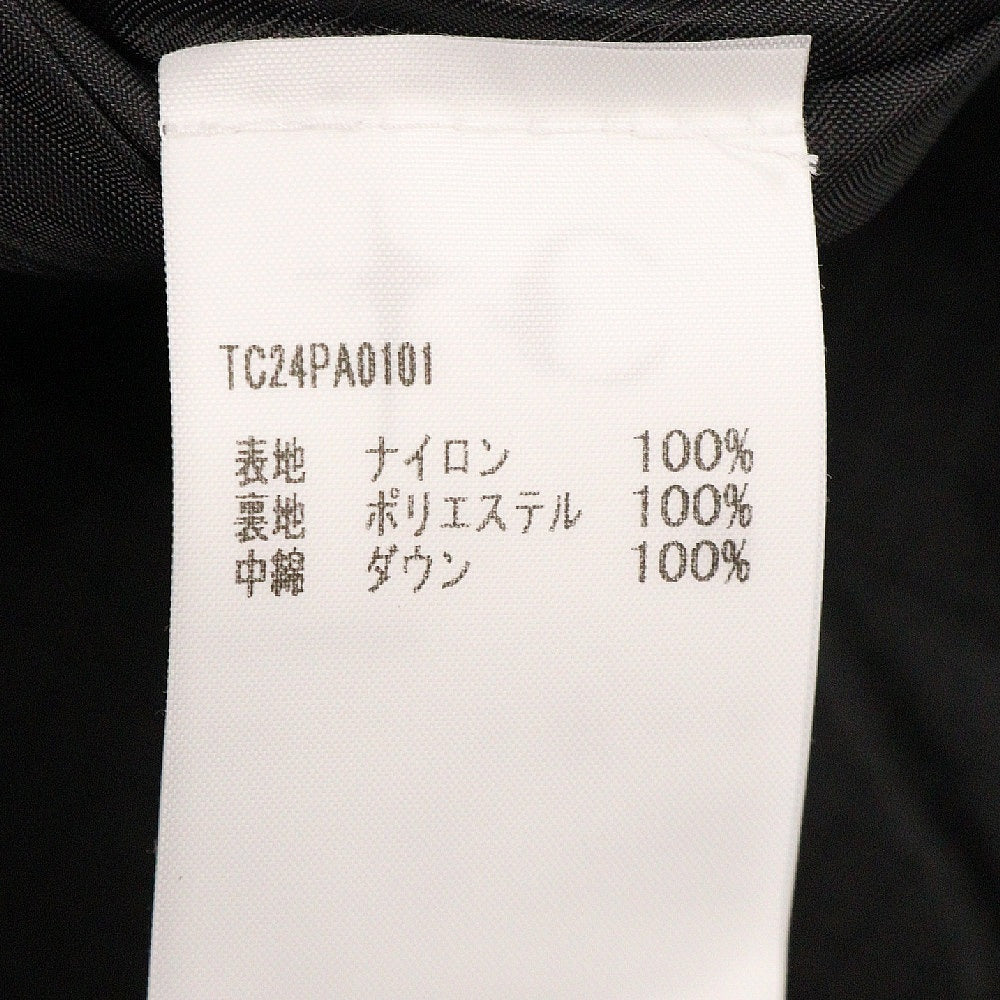 TC24PA0101
表地 ナイロン 100%
裏地 ポリエステル 100%
中綿 ダウン 100%